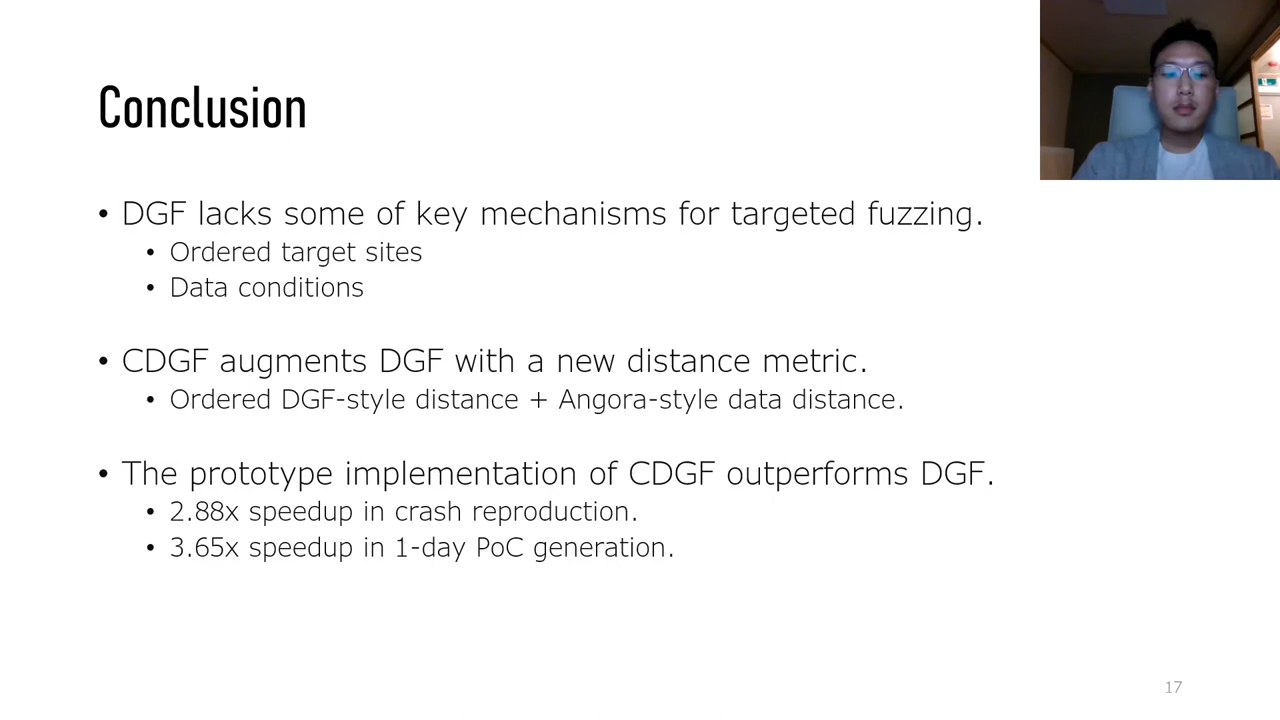 Conclusion
• DGF lacks some of key mechanisms for targeted fuzzing.
• Ordered target sites
• Data conditions
• CDGF augments DGF with a new distance metric.
• Ordered DGF-style distance + Angora-style data distance.
• The prototype implementation of CDGF outperforms DGF.
• 2.88x speedup in crash reproduction.
• 3.65x speedup in 1-day PoC generation.
17